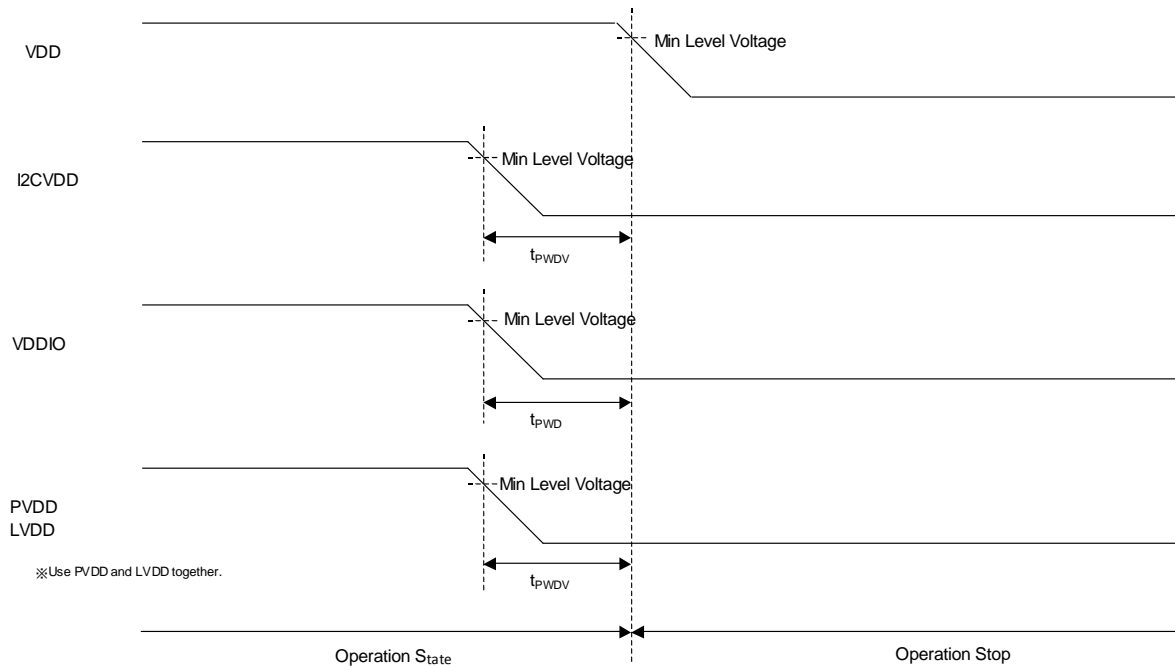 VDD
Min Level Voltage
I2CVDD
Min Level Voltage
tPWDV
VDDIO
Min Level Voltage
tPWD
PVDD
LVDD
Min Level Voltage
※Use PVDD and LVDD together.
tPWDV
Operation State
Operation Stop